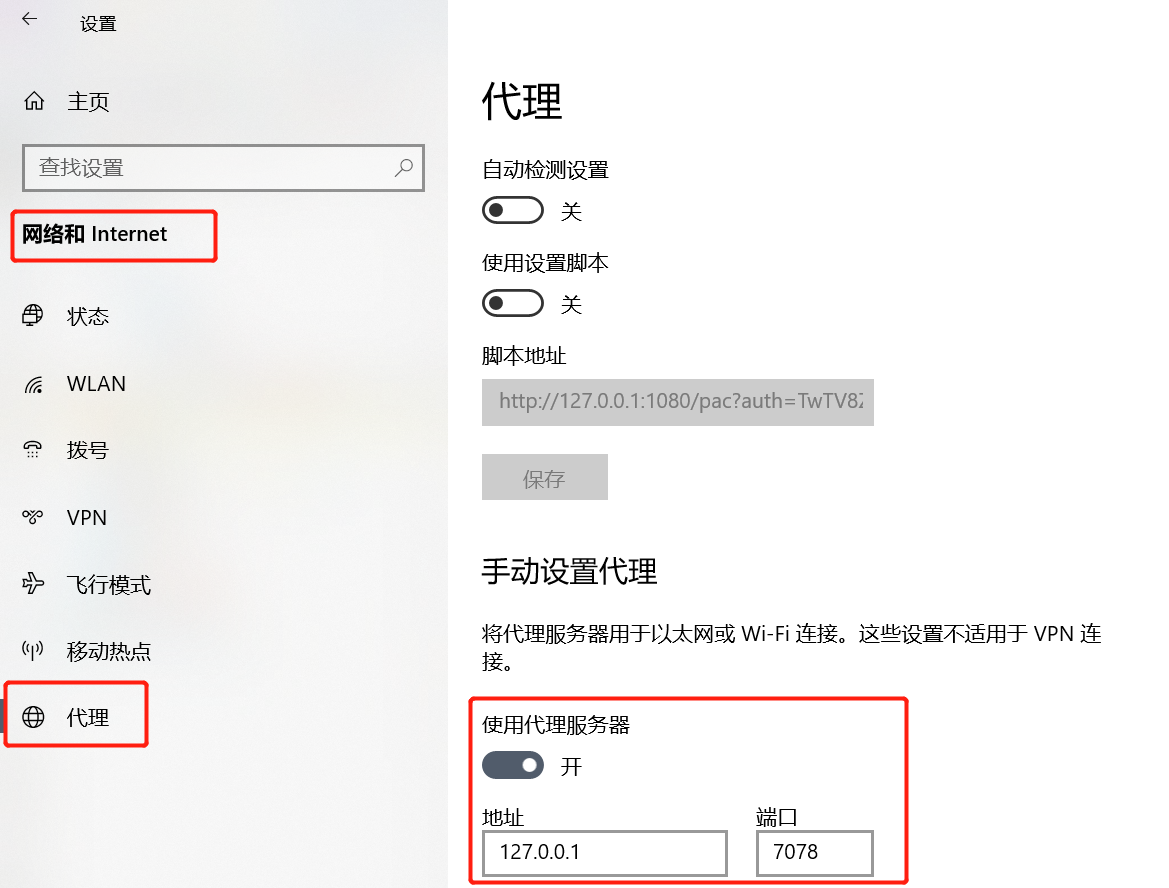 设置
主页
查找设置
网络和 Internet
状态
WLAN
拨号
VPN
飞行模式
移动热点
代理
代理
自动检测设置
关
使用设置脚本
关
脚本地址
http://127.0.0.1:1080/pac?auth=TwTV8Z
保存
手动设置代理
将代理服务器用于以太网或 Wi-Fi 连接。这些设置不适用于 VPN 连
接。
使用代理服务器
开
地址 端口
127.0.0.1 7078